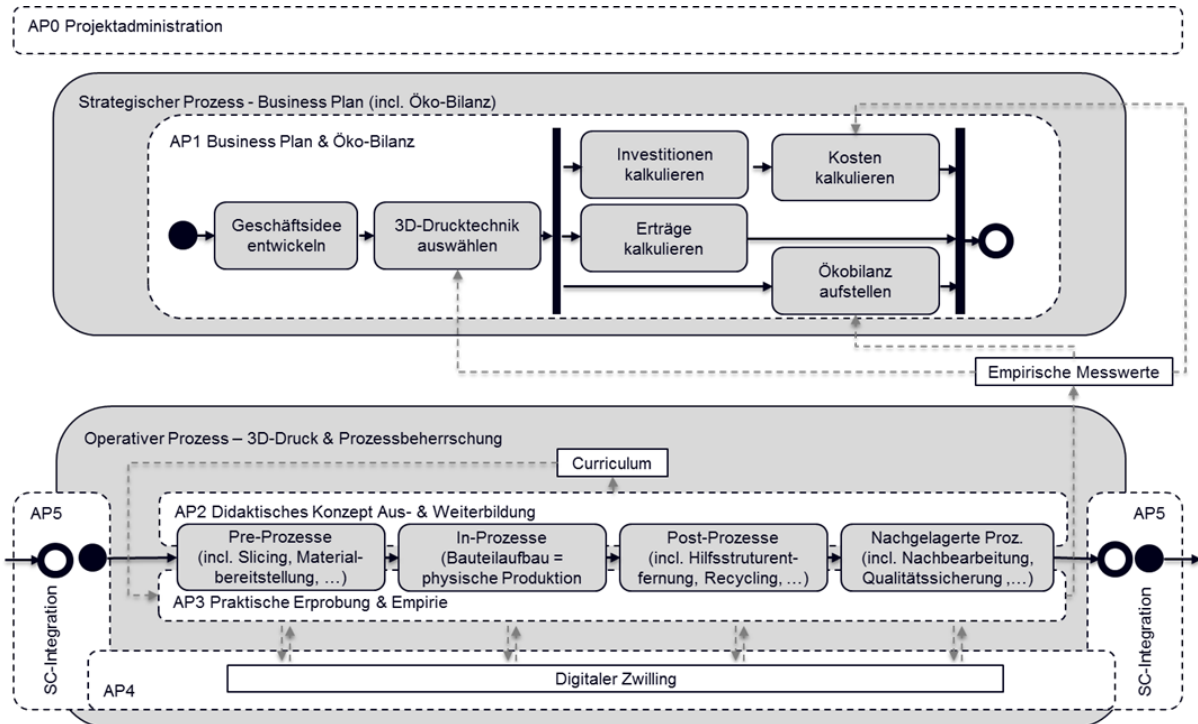 AP0 Projektadministration
Strategischer Prozess - Business Plan (incl. Öko-Bilanz)
AP1 Business Plan & Öko-Bilanz
Investitionen
kalkulieren
Kosten
kalkulieren
Geschäftsidee
entwickeln
3D-Drucktechnik
auswählen
Erträge
kalkulieren
Ökobilanz
aufstellen
Empirische Messwerte
Operativer Prozess – 3D-Druck & Prozessbeherrschung
Curriculum
AP5
SC-Integration
AP2 Didaktisches Konzept Aus- & Weiterbildung
Pre-Prozesse
(incl. Slicing, Material-
bereitstellung, …)
In-Prozesse
(Bauteilaufbau =
physische Produktion
Post-Prozesse
(incl. Hilfsstruturent-
fernung, Recycling, …)
Nachgelagerte Proz.
(incl. Nachbearbeitung,
Qualitätssicherung ,…)
AP3 Praktische Erprobung & Empirie
AP5
SC-Integration
AP4
Digitaler Zwilling